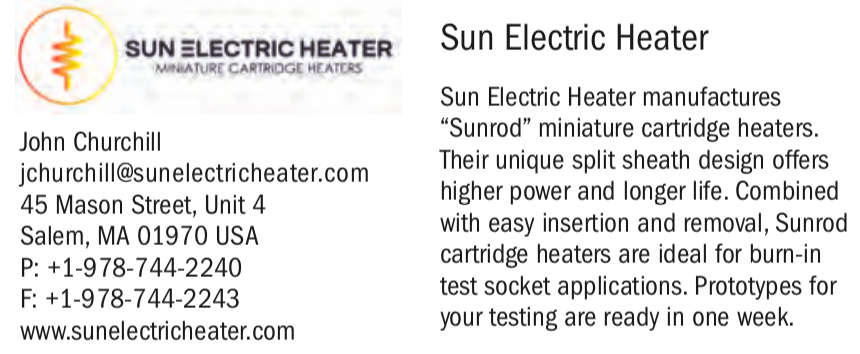 SUN ELECTRIC HEATER
MINIATURE CARTRIDGE HEATERS
John Churchill
jchurchill@sunelectricheater.com
45 Mason Street, Unit 4
Salem, MA 01970 USA
P: +1-978-744-2240
F: +1-978-744-2243
www.sunelectricheater.com
Sun Electric Heater
Sun Electric Heater manufactures
“Sunrod” miniature cartridge heaters.
Their unique split sheath design offers
higher power and longer life. Combined
with easy insertion and removal, Sunrod
cartridge heaters are ideal for burn-in
test socket applications. Prototypes for
your testing are ready in one week.